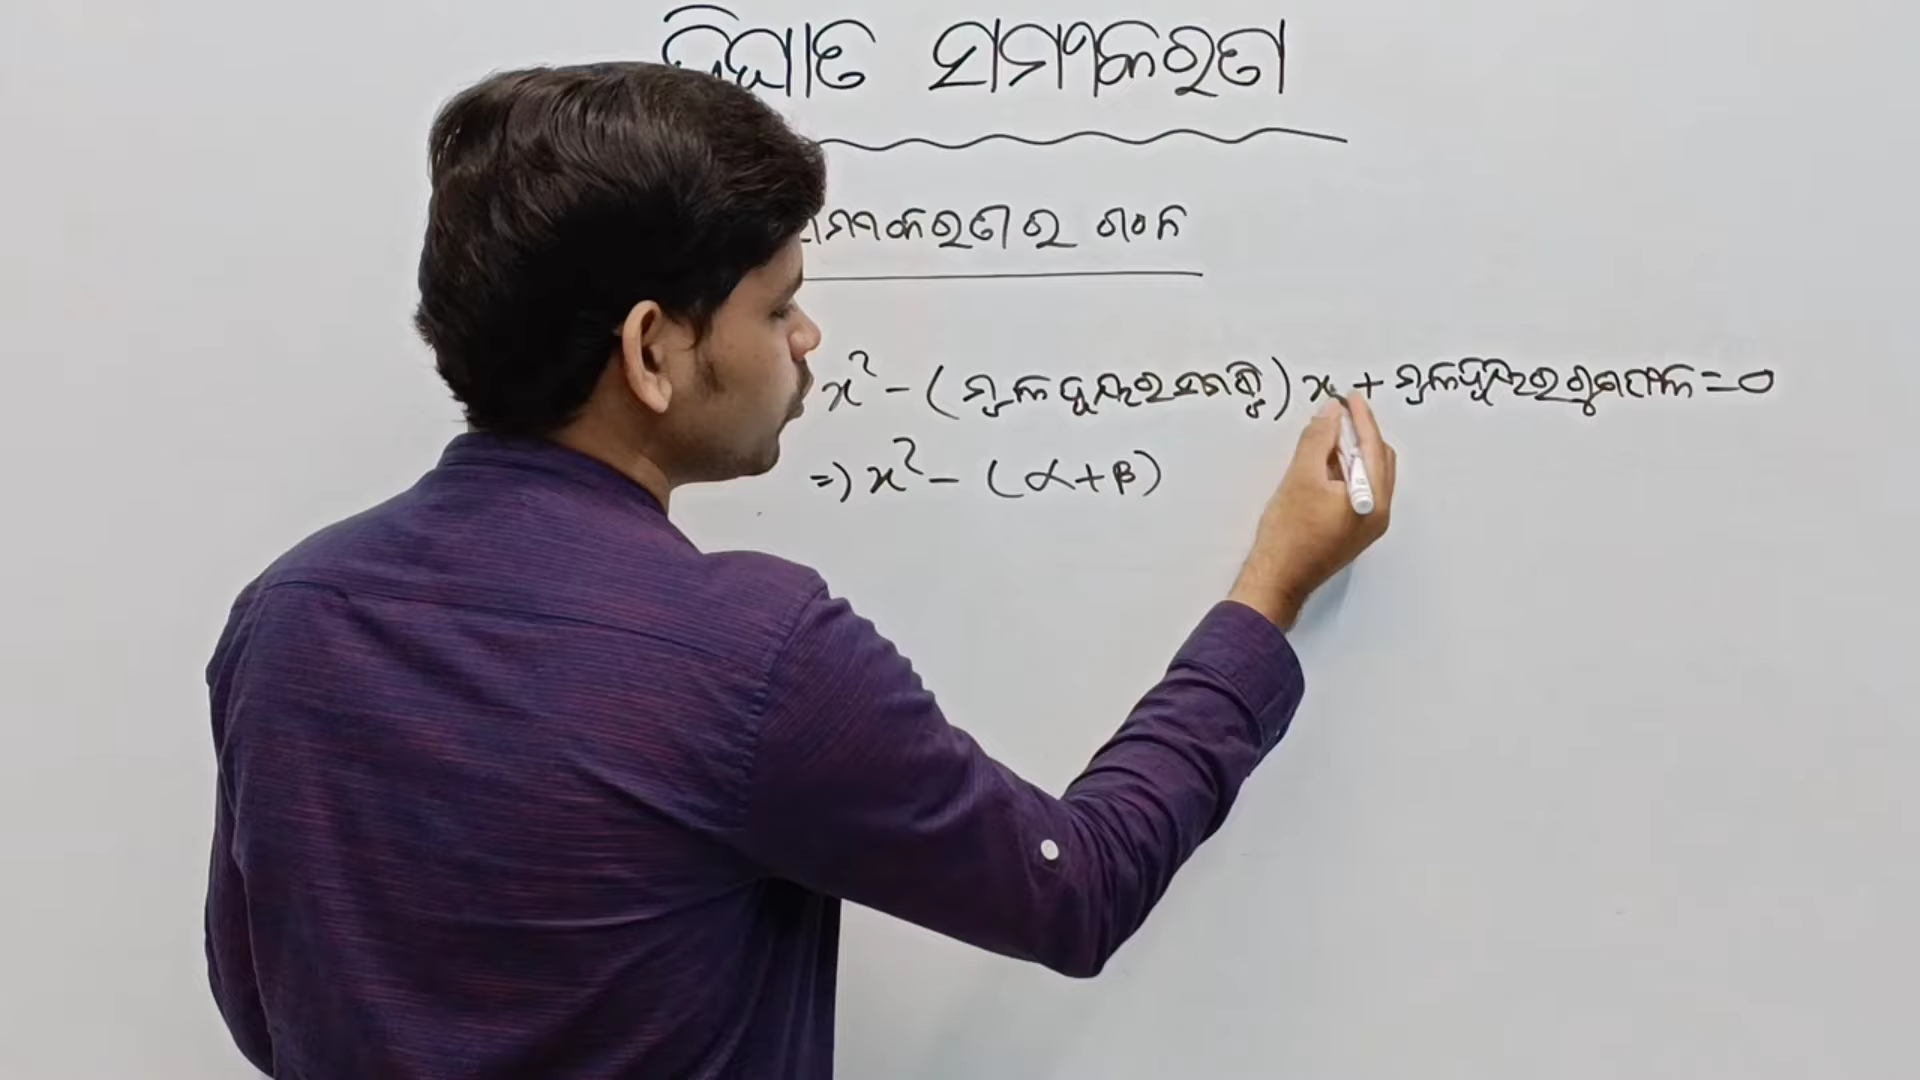 ଦ୍ଵିଘାତ ସମୀକରଣ
ସମୀକରଣର ଗଠନ
x² - (ମୂଳଦ୍ୱୟର ସମଷ୍ଟି) x + ମୂଳଦ୍ୱୟର ଗୁଣଫଳ = 0
=> x² - (α+β)